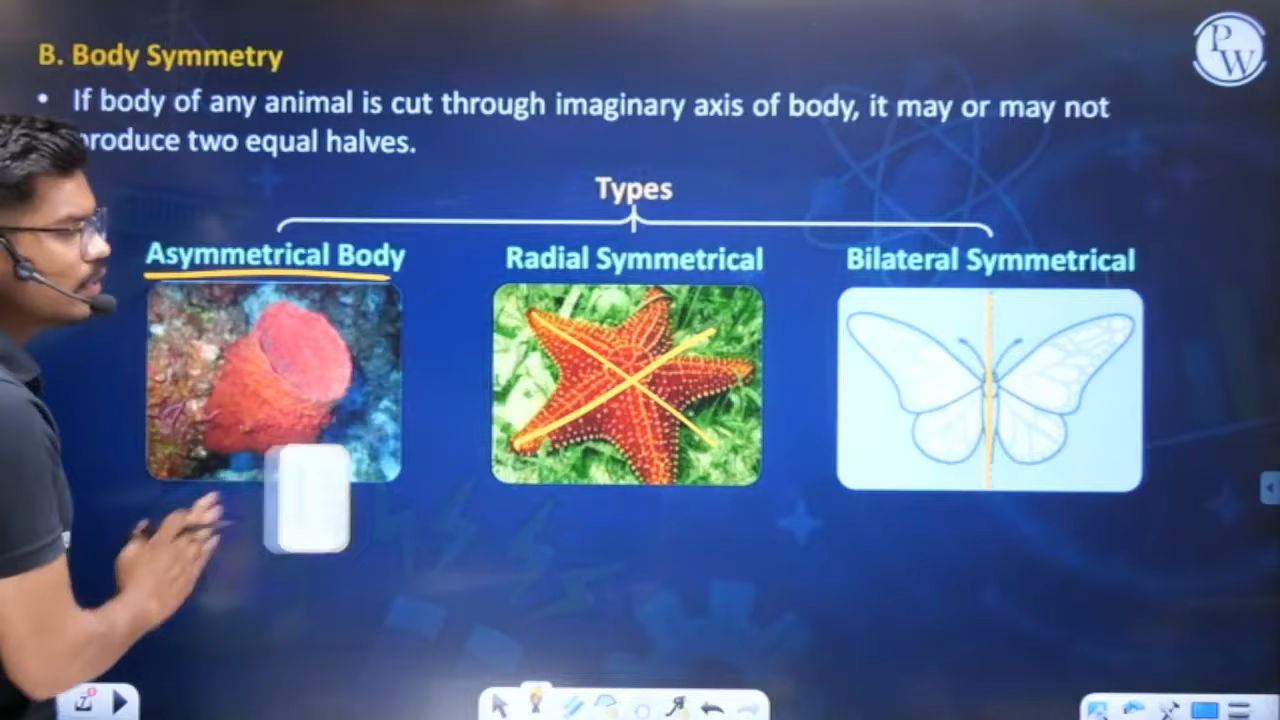 B. Body Symmetry
• If body of any animal is cut through imaginary axis of body, it may or may not
produce two equal halves.
Types
Asymmetrical Body
Radial Symmetrical
Bilateral Symmetrical
PW